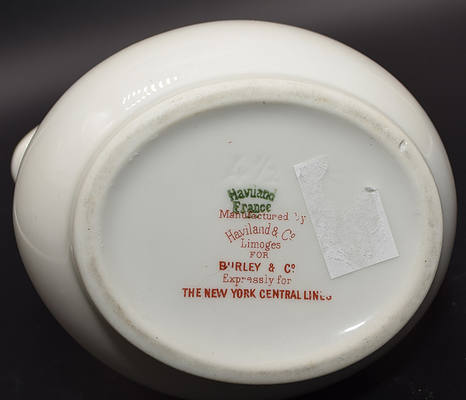 Haviland
France
Manufactured by
Haviland & Co
Limoges
FOR
BURLEY & Co
Expressly for
THE NEW YORK CENTRAL LINES